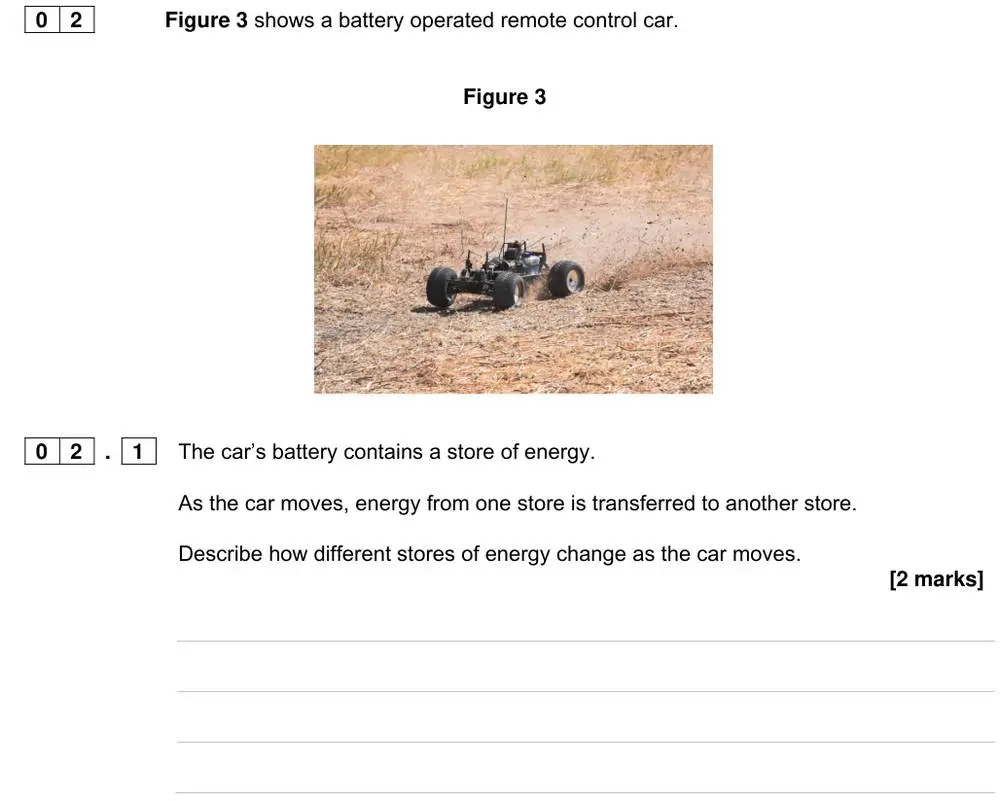 0 2 Figure 3 shows a battery operated remote control car.
Figure 3
0 2 . 1 The car's battery contains a store of energy.
As the car moves, energy from one store is transferred to another store.
Describe how different stores of energy change as the car moves.
[2 marks]